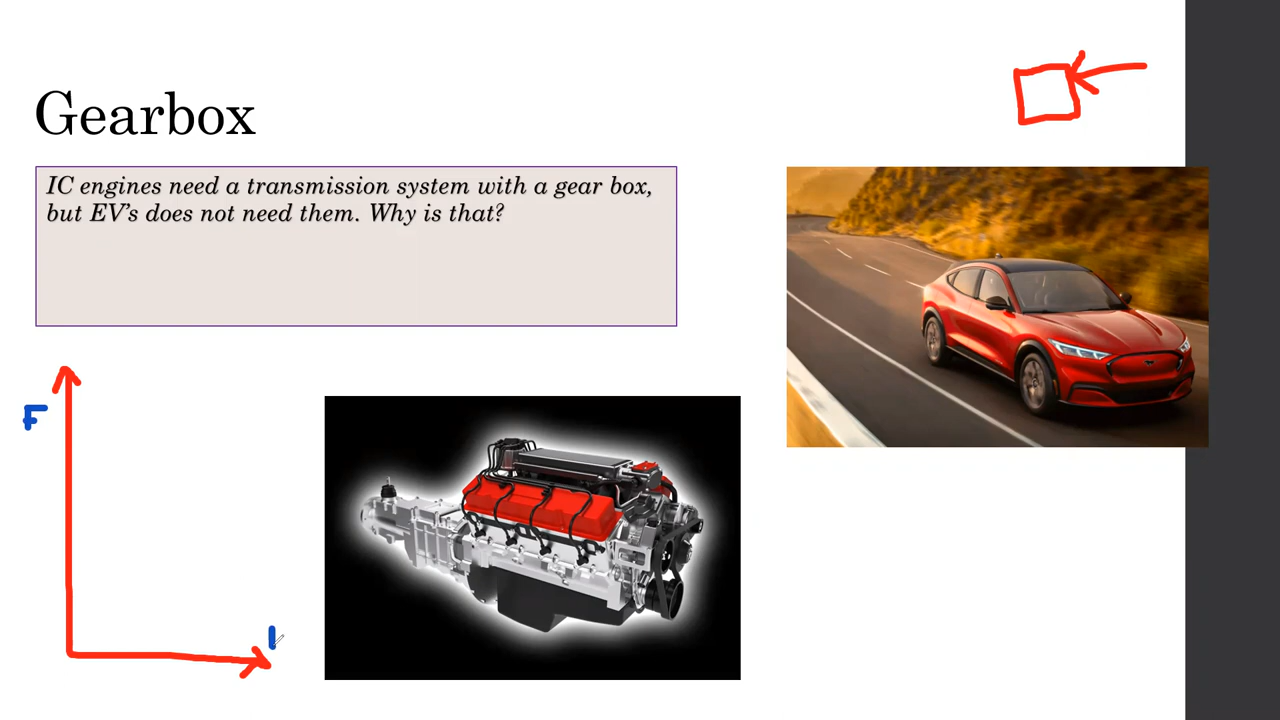 Gearbox
IC engines need a transmission system with a gear box,
but EV's does not need them. Why is that?
F